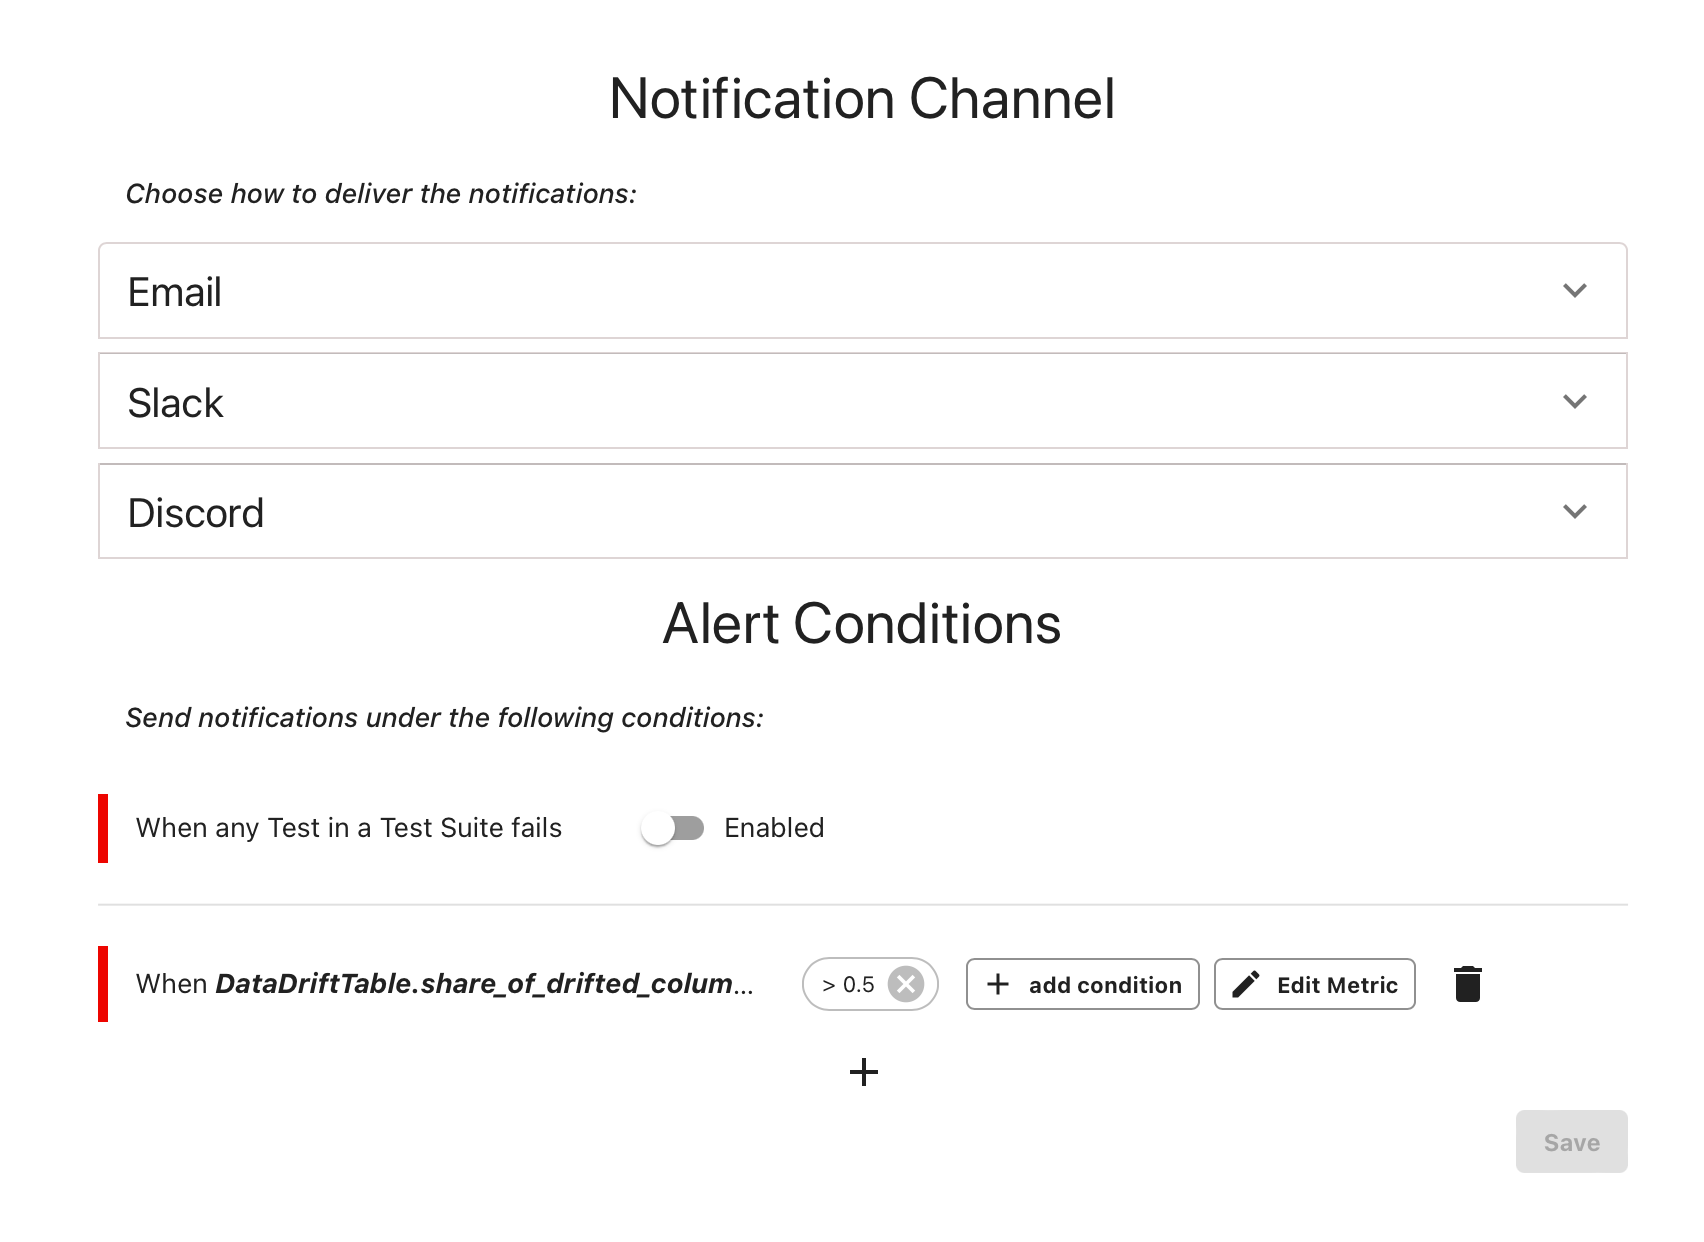 Notification Channel
Choose how to deliver the notifications:
Email
Slack
Discord
Alert Conditions
Send notifications under the following conditions:
When any Test in a Test Suite fails Enabled
When DataDriftTable.share_of_drifted_colum... > 0.5 add condition Edit Metric
Save